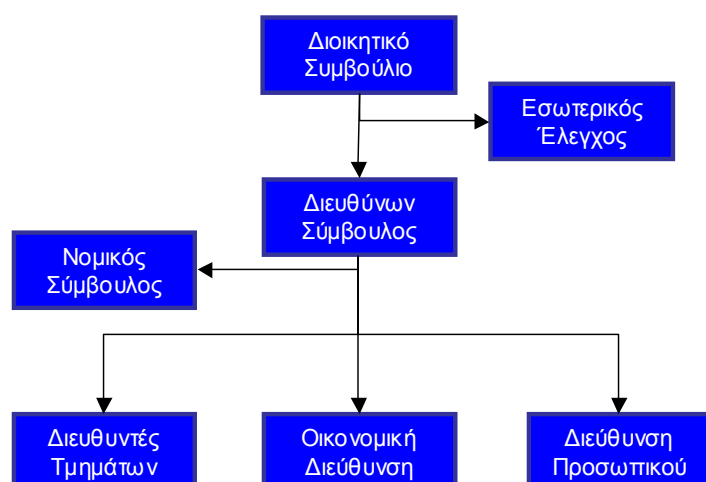 Διοικητικό
Συμβούλιο
Εσωτερικός
Έλεγχος
Διευθύνων
Σύμβουλος
Νομικός
Σύμβουλος
Διευθυντές
Τμημάτων
Οικονομική
Διεύθυνση
Διεύθυνση
Προσωπικού